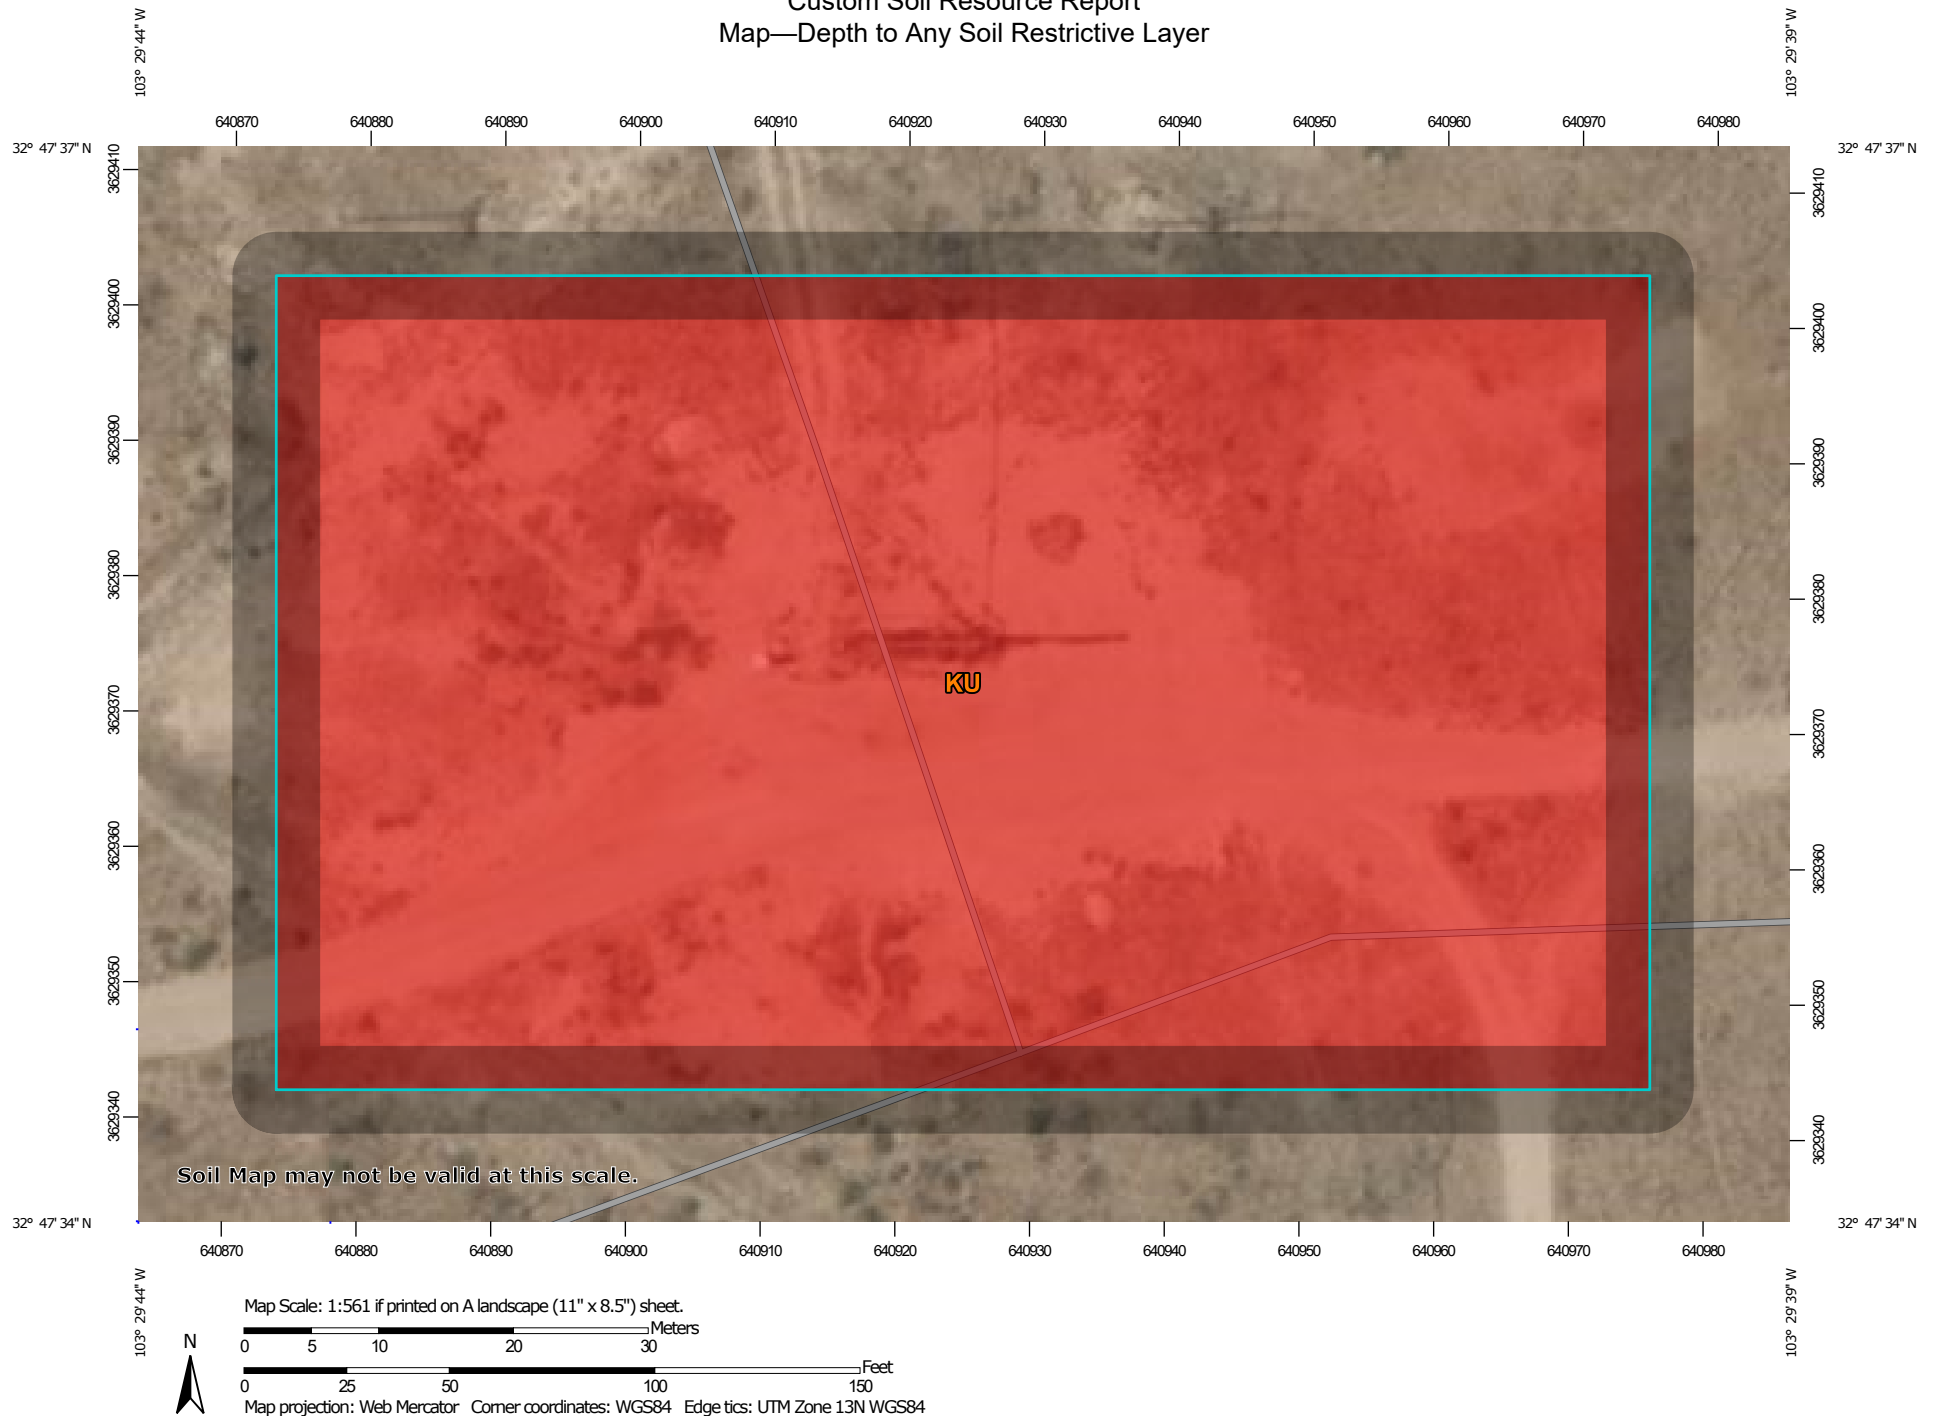 Custom Soil Resource Report
Map—Depth to Any Soil Restrictive Layer
103° 29' 44" W
103° 29' 39" W
640870 640880 640890 640900 640910 640920 640930 640940 640950 640960 640970 640980
32° 47' 37" N
32° 47' 37" N
3629410
3629400
3629390
3629380
3629370
3629360
3629350
3629340
3629410
3629400
3629390
3629380
3629370
3629360
3629350
3629340
KU
Soil Map may not be valid at this scale.
32° 47' 34" N
32° 47' 34" N
640870 640880 640890 640900 640910 640920 640930 640940 640950 640960 640970 640980
103° 29' 44" W
103° 29' 39" W
Map Scale: 1:561 if printed on A landscape (11" x 8.5") sheet.
Meters
0 5 10 20 30
N
Feet
0 25 50 100 150
Map projection: Web Mercator Corner coordinates: WGS84 Edge tics: UTM Zone 13N WGS84